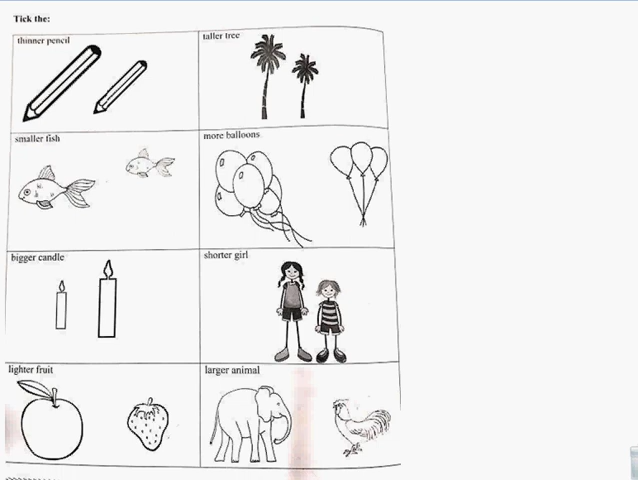 Tick the:
thinner pencil
taller tree
smaller fish
more balloons
bigger candle
shorter girl
lighter fruit
larger animal